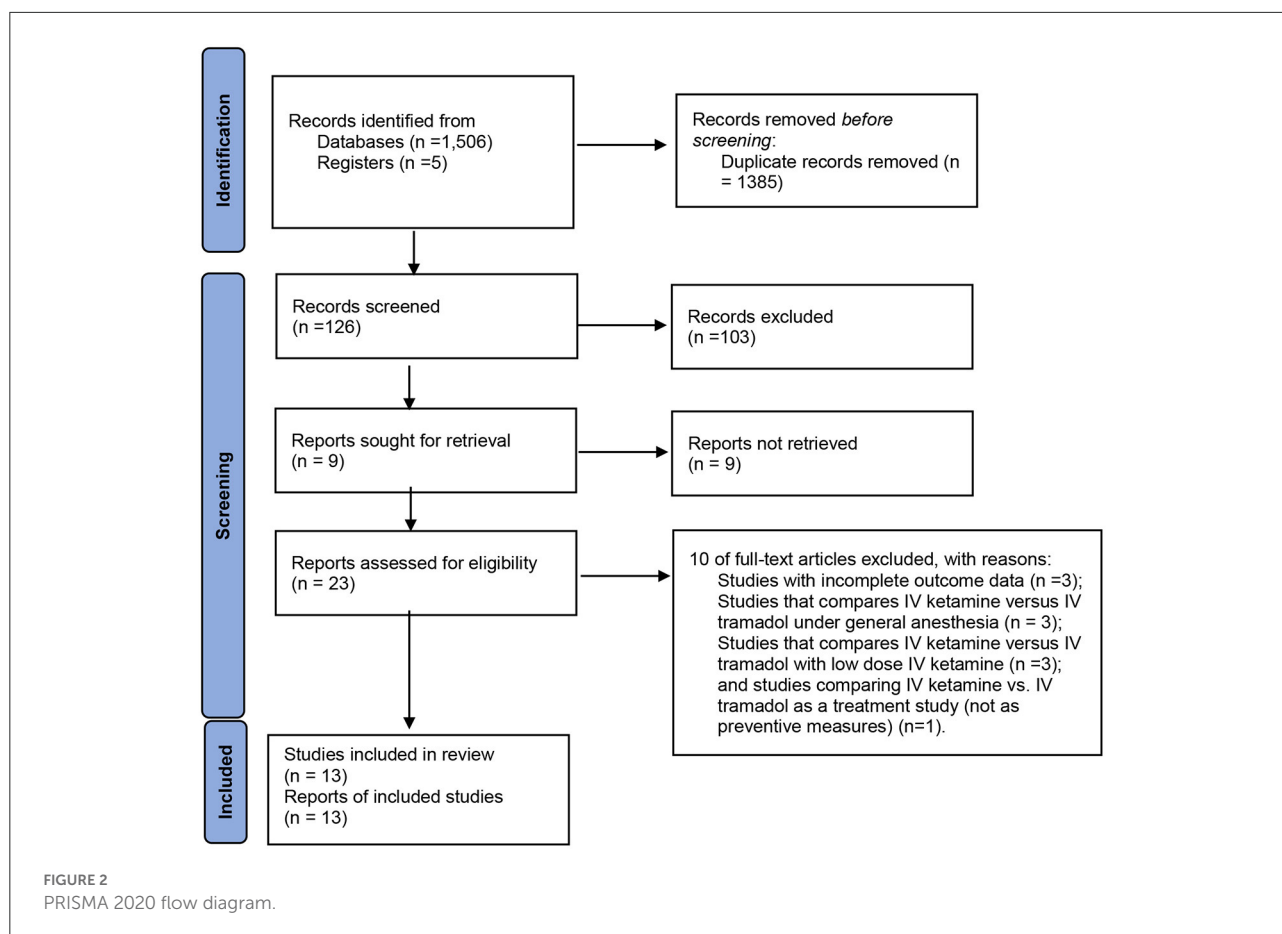 Identification
Records identified from
Databases (n =1,506)
Registers (n =5)
Records removed before
screening:
Duplicate records removed (n
= 1385)
Screening
Records screened
(n =126)
Records excluded
(n =103)
Reports sought for retrieval
(n = 9)
Reports not retrieved
(n = 9)
Reports assessed for eligibility
(n = 23)
10 of full-text articles excluded, with reasons:
Studies with incomplete outcome data (n =3);
Studies that compares IV ketamine versus IV
tramadol under general anesthesia (n = 3);
Studies that compares IV ketamine versus IV
tramadol with low dose IV ketamine (n =3);
and studies comparing IV ketamine vs. IV
tramadol as a treatment study (not as
preventive measures) (n=1).
Included
Studies included in review
(n = 13)
Reports of included studies
(n = 13)
FIGURE 2
PRISMA 2020 flow diagram.